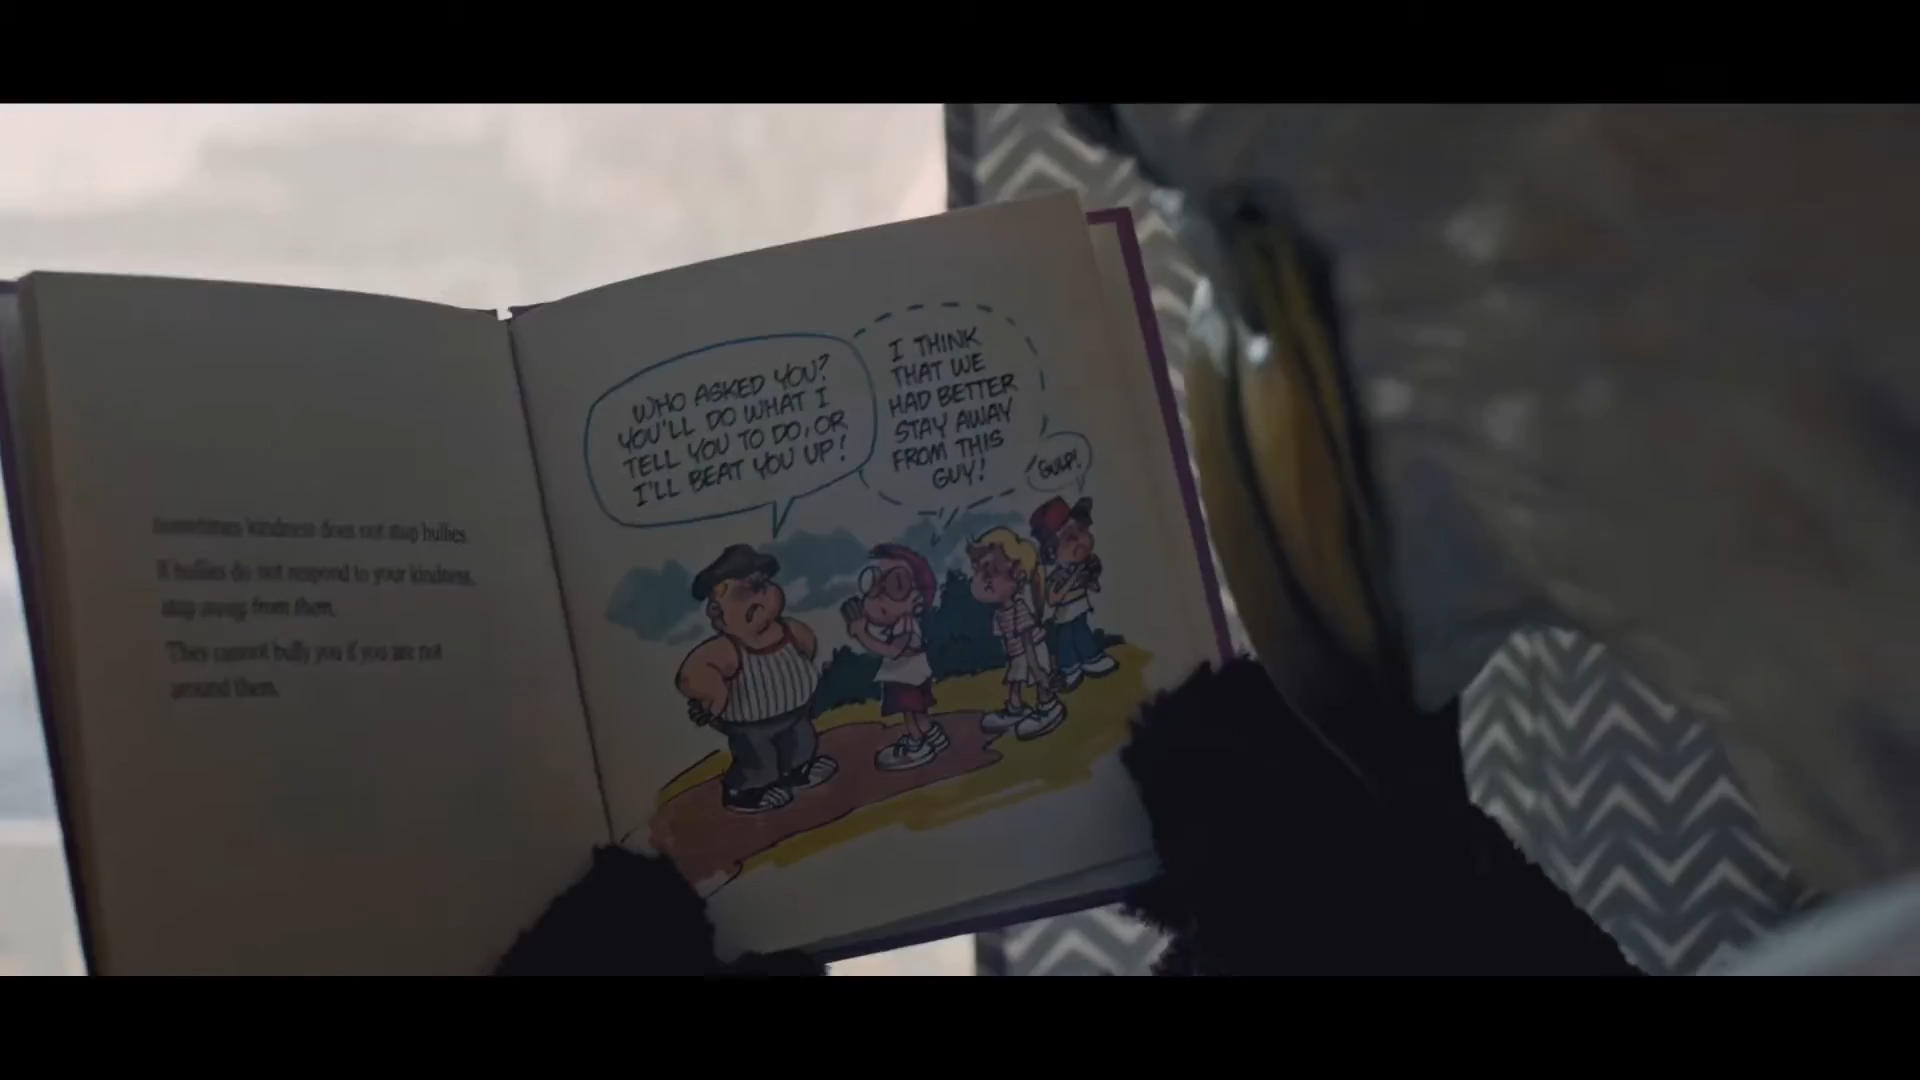 Sometimes kindness does not stop bullies.
If bullies do not respond to your kindness,
stay away from them.
They cannot bully you if you are not
around them.
WHO ASKED YOU?
YOU'LL DO WHAT I
TELL YOU TO DO, OR
I'LL BEAT YOU UP!
I THINK
THAT WE
HAD BETTER
STAY AWAY
FROM THIS
GUY!
GULP!